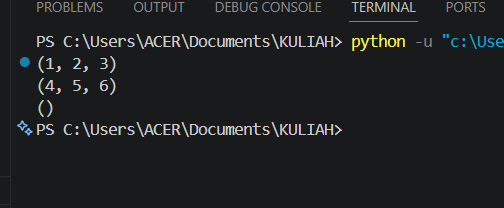 PROBLEMS OUTPUT DEBUG CONSOLE TERMINAL PORTS
PS C:\Users\ACER\Documents\KULIAH> python -u "c:\Use
(1, 2, 3)
(4, 5, 6)
()
PS C:\Users\ACER\Documents\KULIAH>